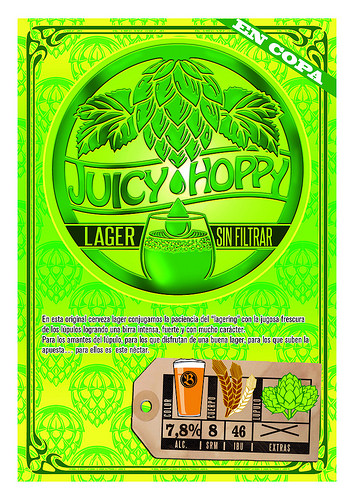 EN COPA
JUICY HOPPY
LAGER SIN FILTRAR
En esta original cerveza lager conjugamos la paciencia del "lagering" con la jugosa frescura
de los lúpulos logrando una birra intensa, fuerte y con mucho carácter.
Para los amantes del lúpulo, para los que disfrutan de una buena lager, para los que suben la
apuesta..... para ellos es este néctar.
COLOR
CUERPO
LÚPULO
7,8% 8 46
ALC. SRM IBU EXTRAS